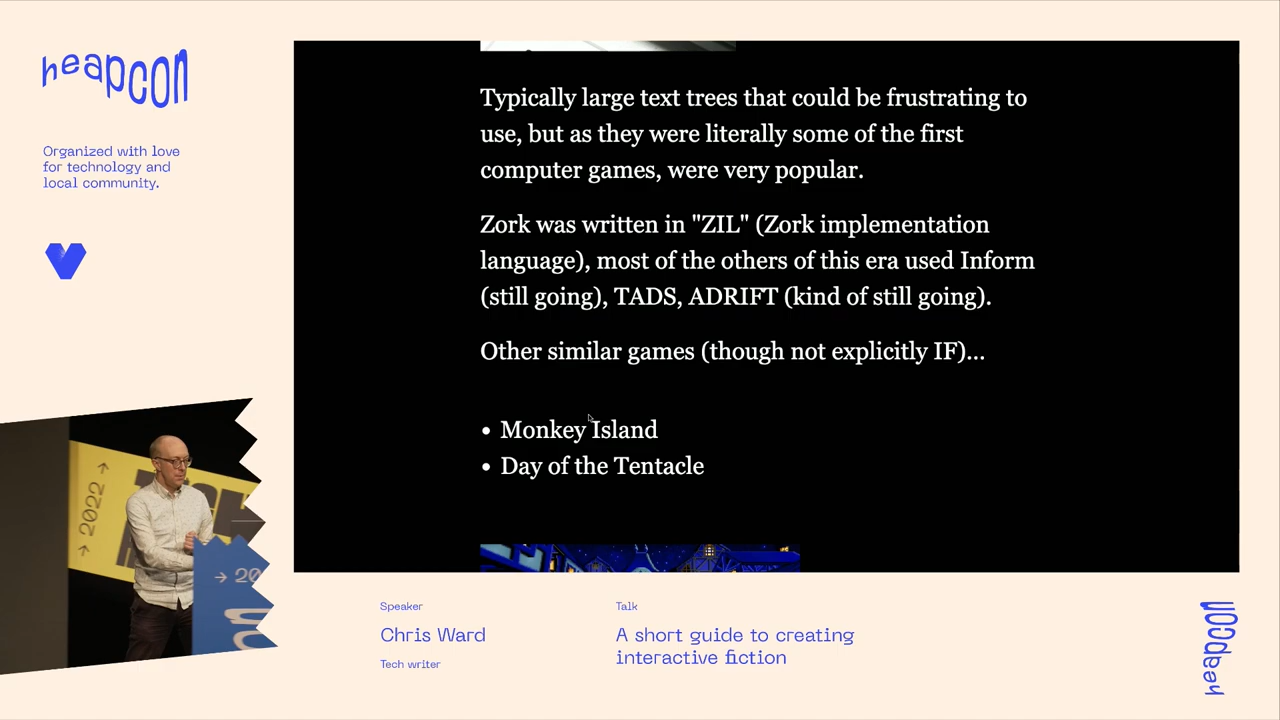 heapcon
Organized with love
for technology and
local community.
Typically large text trees that could be frustrating to
use, but as they were literally some of the first
computer games, were very popular.
Zork was written in "ZIL" (Zork implementation
language), most of the others of this era used Inform
(still going), TADS, ADRIFT (kind of still going).
Other similar games (though not explicitly IF)...
• Monkey Island
• Day of the Tentacle
→ 2022 →
→ 20
Speaker
Chris Ward
Tech writer
Talk
A short guide to creating
interactive fiction
heapcon